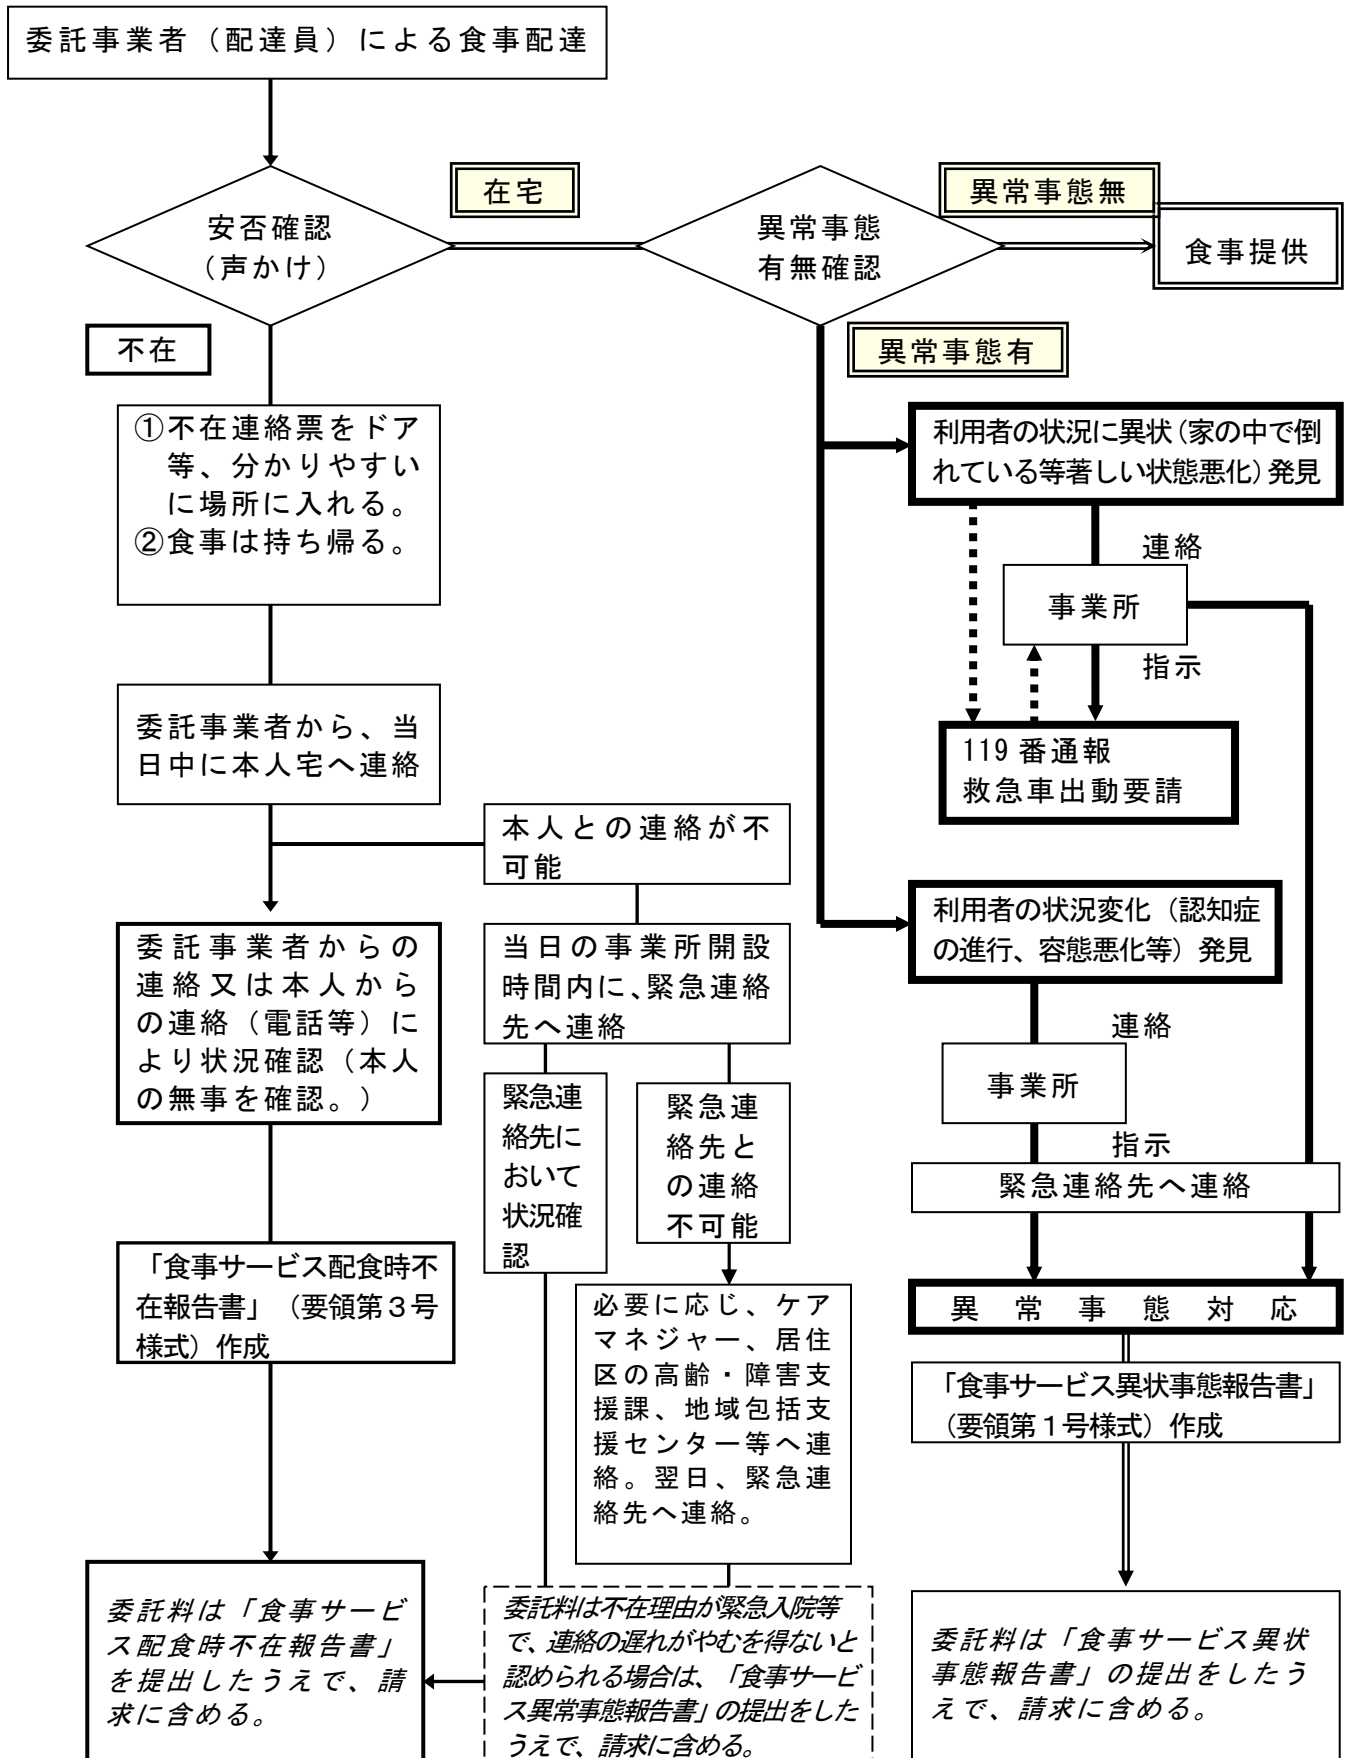 委託事業者（配達員）による食事配達
在宅
異常事態無
安否確認
（声かけ）
異常事態
有無確認
食事提供
不在
異常事態有
①不在連絡票をドア
等、分かりやすい
に場所に入れる。
②食事は持ち帰る。
利用者の状況に異状（家の中で倒
れている等著しい状態悪化）発見
連絡
事業所
指示
119番通報
救急車出動要請
委託事業者から、当
日中に本人宅へ連絡
本人との連絡が不
可能
利用者の状況変化（認知症
の進行、容態悪化等）発見
委託事業者からの
連絡又は本人から
の連絡（電話等）に
より状況確認（本人
の無事を確認。）
当日の事業所開設
時間内に、緊急連絡
先へ連絡
連絡
事業所
指示
緊急連
絡先に
おいて
状況確
認
緊急連
絡先と
の連絡
不可能
緊急連絡先へ連絡
「食事サービス配食時不
在報告書」（要領第３号
様式）作成
必要に応じ、ケア
マネジャー、居住
区の高齢・障害支
援課、地域包括支
援センター等へ連
絡。翌日、緊急連
絡先へ連絡。
異常事態対応
「食事サービス異状事態報告書」
（要領第１号様式）作成
委託料は「食事サービ
ス配食時不在報告書」
を提出したうえで、請
求に含める。
委託料は不在理由が緊急入院等
で、連絡の遅れがやむを得ないと
認められる場合は、「食事サービ
ス異常事態報告書」の提出をした
うえで、請求に含める。
委託料は「食事サービス異状
事態報告書」の提出をしたう
えで、請求に含める。